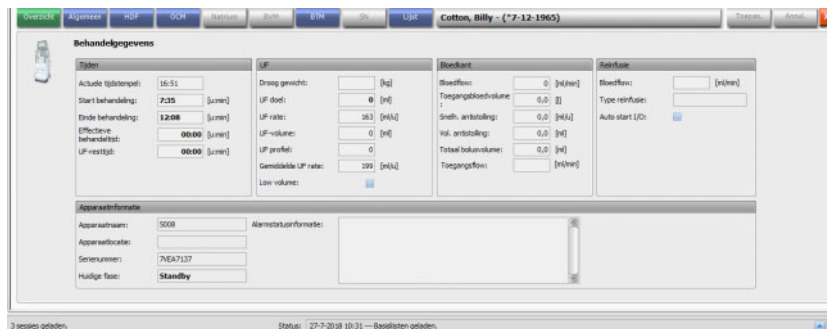 Overzicht Algemeen HDF OCM Natrium BVM BTM SN Lijst Cotton, Billy - (*7-12-1965) Toepas. Annul.
Behandelgegevens
Tijden
Actuele tijdstempel: 16:51
Start behandeling: 7:35 [u:min]
Einde behandeling: 12:08 [u:min]
Effectieve
behandeltijd: 00:00 [u:min]
UF-resttijd: 00:00 [u:min]
UF
Droog gewicht: [kg]
UF doel: 0 [ml]
UF rate: 163 [ml/u]
UF-volume: 0 [ml]
UF profiel: 0
Gemiddelde UF rate: 199 [ml/u]
Low volume:
Bloedkant
Bloedflow: 0 [ml/min]
Toegangsbloedvolume
: 0,0 [l]
Snelh. antistolling: 0,0 [ml/u]
Vol. antistolling: 0,0 [ml]
Totaal bolusvolume: 0,0 [ml]
Toegangsflow: [ml/min]
Reinfusie
Bloedflow: [ml/min]
Type reinfusie:
Auto start I/O:
Apparaatinformatie
Apparaatnaam: 5008
Apparaatlocatie:
Serienummer: 7VEA7137
Huidige fase: Standby
Alarmstatusinformatie:
3 sessies geladen. Status: 27-7-2018 10:31 --- Basislijsten geladen.